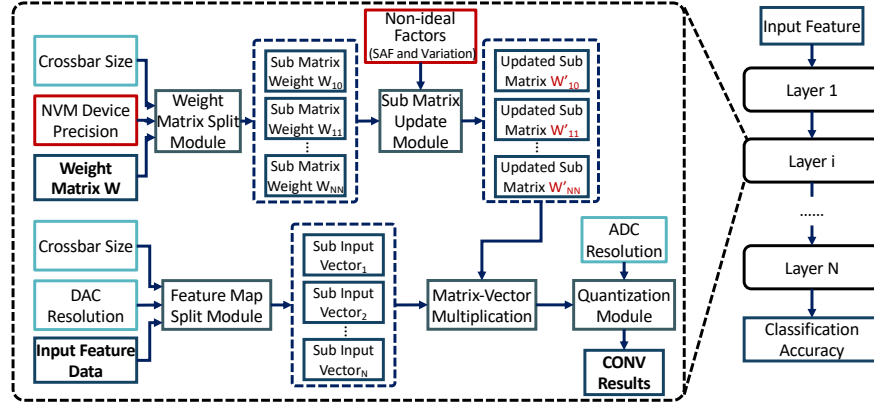 Crossbar Size
NVM Device
Precision
Weight
Matrix W
Weight
Matrix Split
Module
Sub Matrix
Weight W10
Sub Matrix
Weight W11
...
Sub Matrix
Weight WNN
Non-ideal
Factors
(SAF and Variation)
Sub Matrix
Update
Module
Updated Sub
Matrix W'10
Updated Sub
Matrix W'11
...
Updated Sub
Matrix W'NN
Crossbar Size
DAC
Resolution
Input Feature
Data
Feature Map
Split Module
Sub Input
Vector1
Sub Input
Vector2
...
Sub Input
VectorN
Matrix-Vector
Multiplication
ADC
Resolution
Quantization
Module
CONV
Results
Input Feature
Layer 1
Layer i
......
Layer N
Classification
Accuracy